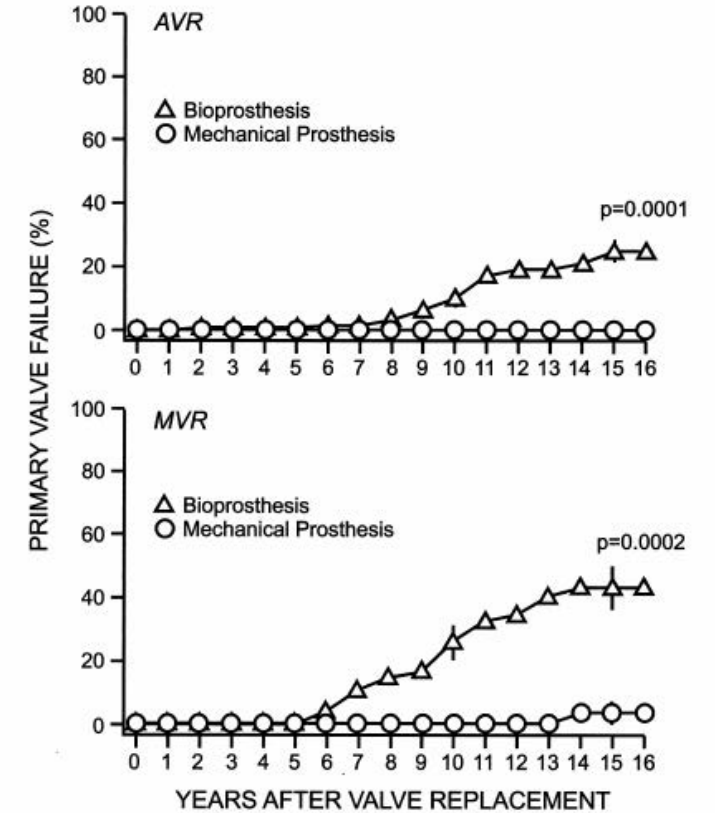 PRIMARY VALVE FAILURE (%)
AVR
100
80
60
40
20
0
Bioprosthesis
Mechanical Prosthesis
p=0.0001
0 1 2 3 4 5 6 7 8 9 10 11 12 13 14 15 16
MVR
100
80
60
40
20
0
Bioprosthesis
Mechanical Prosthesis
p=0.0002
0 1 2 3 4 5 6 7 8 9 10 11 12 13 14 15 16
YEARS AFTER VALVE REPLACEMENT